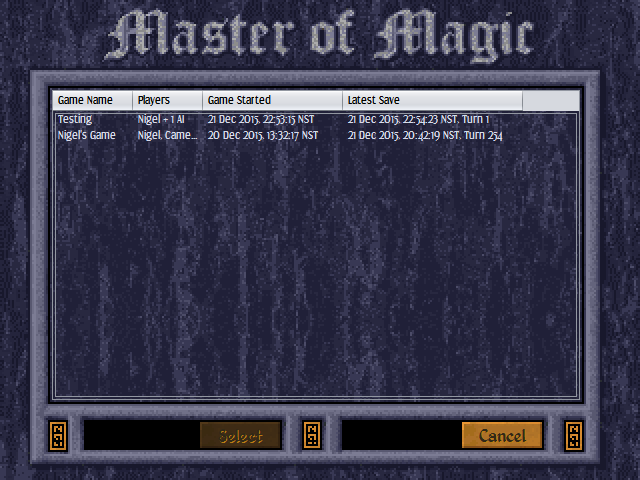 Master of Magic
Game Name Players Game Started Latest Save
Testing Nigel + 1 AI 21 Dec 2015, 22:53:15 NST 21 Dec 2015, 22:54:23 NST, Turn 1
Nigel's Game Nigel, Came... 20 Dec 2015, 13:32:17 NST 21 Dec 2015, 20:42:19 NST, Turn 254
Select Cancel